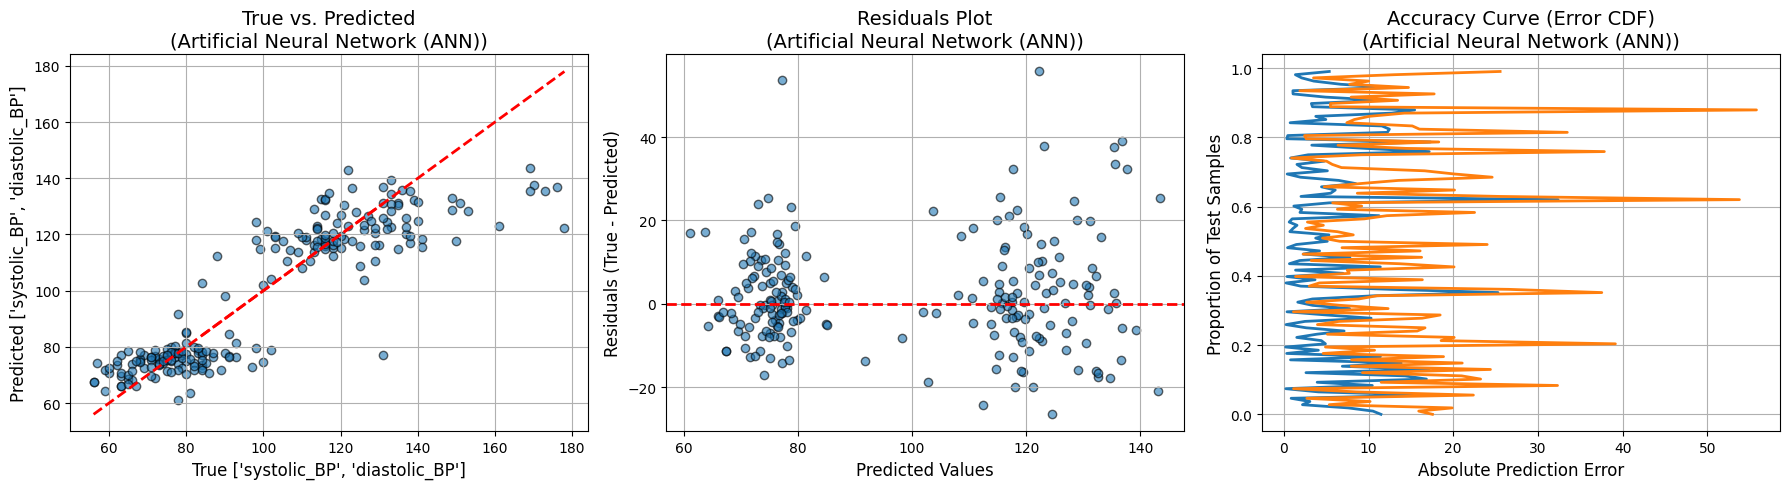 True vs. Predicted
(Artificial Neural Network (ANN))
Predicted ['systolic_BP', 'diastolic_BP']
180
160
140
120
100
80
60
60
80
100
120
140
160
180
True ['systolic_BP', 'diastolic_BP']
Residuals Plot
(Artificial Neural Network (ANN))
Residuals (True - Predicted)
40
20
0
−20
60
80
100
120
140
Predicted Values
Accuracy Curve (Error CDF)
(Artificial Neural Network (ANN))
Proportion of Test Samples
1.0
0.8
0.6
0.4
0.2
0.0
0
10
20
30
40
50
Absolute Prediction Error